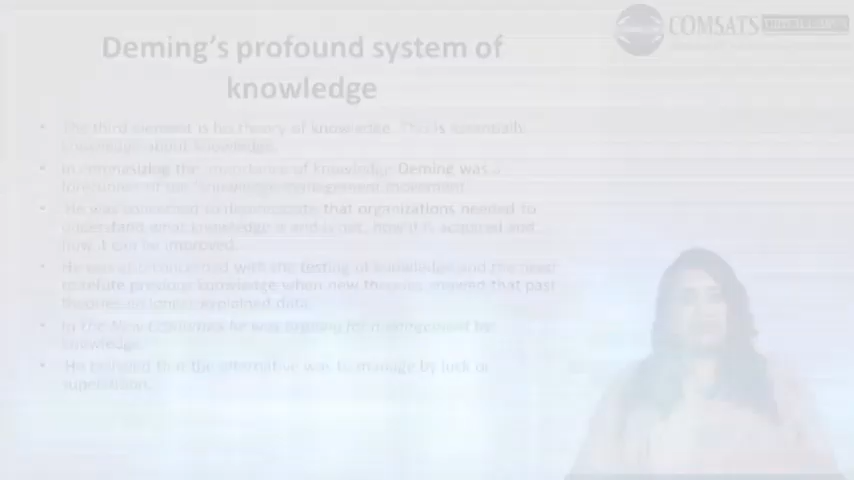 COMSATS
Deming's profound system of
knowledge
• The third element is his theory of knowledge. This is essentially
knowledge about knowledge.
• In emphasizing the importance of knowledge Deming was a
forerunner of the knowledge management movement.
• He was concerned to demonstrate that organizations needed to
understand what knowledge is and is not, how it is acquired and
how it can be improved.
• He was also concerned with the testing of knowledge and the need
to refute previous knowledge when new theories showed that past
theories no longer explained data.
• In the New Economics he was arguing for management by
knowledge.
• He believed that the alternative was to manage by luck or
superstition.